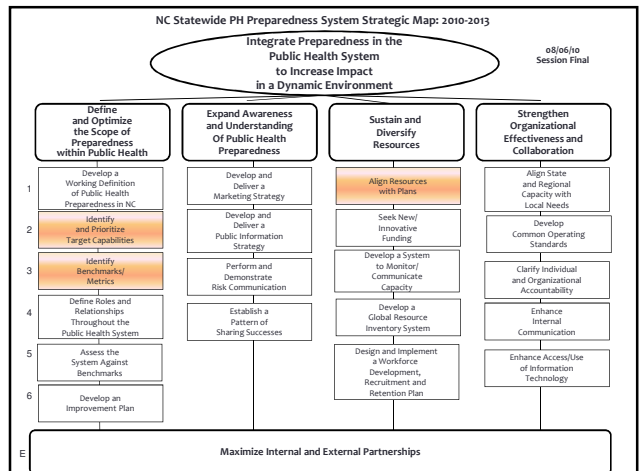 NC Statewide PH Preparedness System Strategic Map: 2010-2013
Integrate Preparedness in the
Public Health System
to Increase Impact
in a Dynamic Environment
08/06/10
Session Final
Define
and Optimize
the Scope of
Preparedness
within Public Health
Expand Awareness
and Understanding
Of Public Health
Preparedness
Sustain and
Diversify
Resources
Strengthen
Organizational
Effectiveness and
Collaboration
1
Develop a
Working Definition
of Public Health
Preparedness in NC
2
Identify
and Prioritize
Target Capabilities
3
Identify
Benchmarks/
Metrics
4
Define Roles and
Relationships
Throughout the
Public Health System
5
Assess the
System Against
Benchmarks
6
Develop an
Improvement Plan
Develop and
Deliver a
Marketing Strategy
Develop and
Deliver a
Public Information
Strategy
Perform and
Demonstrate
Risk Communication
Establish a
Pattern of
Sharing Successes
Align Resources
with Plans
Seek New/
Innovative
Funding
Develop a System
to Monitor/
Communicate
Capacity
Develop a
Global Resource
Inventory System
Design and Implement
a Workforce
Development,
Recruitment and
Retention Plan
Align State
and Regional
Capacity with
Local Needs
Develop
Common Operating
Standards
Clarify Individual
and Organizational
Accountability
Enhance
Internal
Communication
Enhance Access/Use
of Information
Technology
E
Maximize Internal and External Partnerships